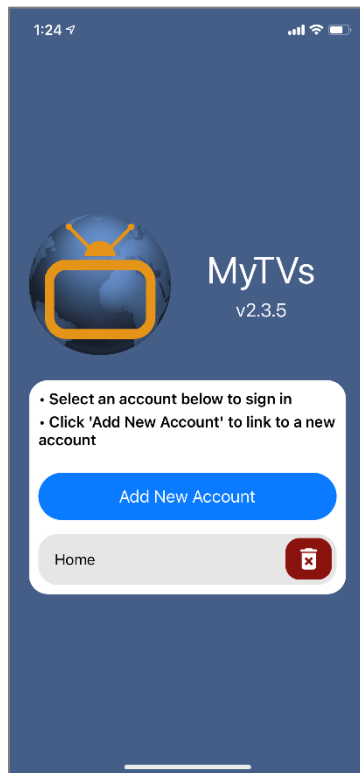 1:24
MyTVs
v2.3.5
• Select an account below to sign in
• Click 'Add New Account' to link to a new
account
Add New Account
Home